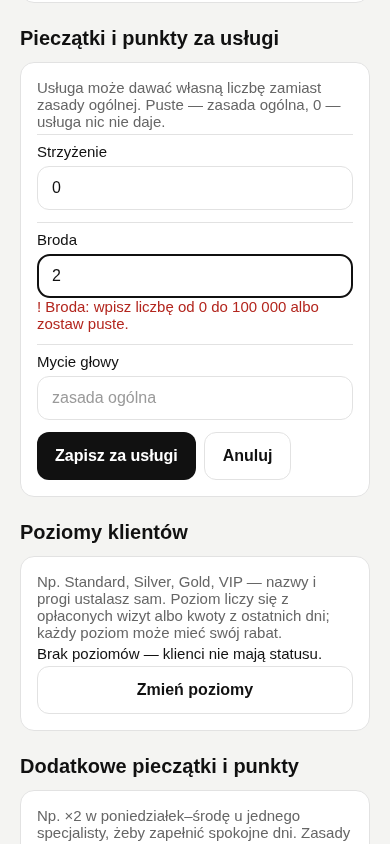 Pieczątki i punkty za usługi
Usługa może dawać własną liczbę zamiast
zasady ogólnej. Puste — zasada ogólna, 0 —
usługa nic nie daje.
Strzyżenie
0
Broda
2
! Broda: wpisz liczbę od 0 do 100 000 albo
zostaw puste.
Mycie głowy
zasada ogólna
Zapisz za usługi Anuluj
Poziomy klientów
Np. Standard, Silver, Gold, VIP — nazwy i
progi ustalasz sam. Poziom liczy się z
opłaconych wizyt albo kwoty z ostatnich dni;
każdy poziom może mieć swój rabat.
Brak poziomów — klienci nie mają statusu.
Zmień poziomy
Dodatkowe pieczątki i punkty
Np. ×2 w poniedziałek–środę u jednego
specjalisty, żeby zapełnić spokojne dni. Zasady